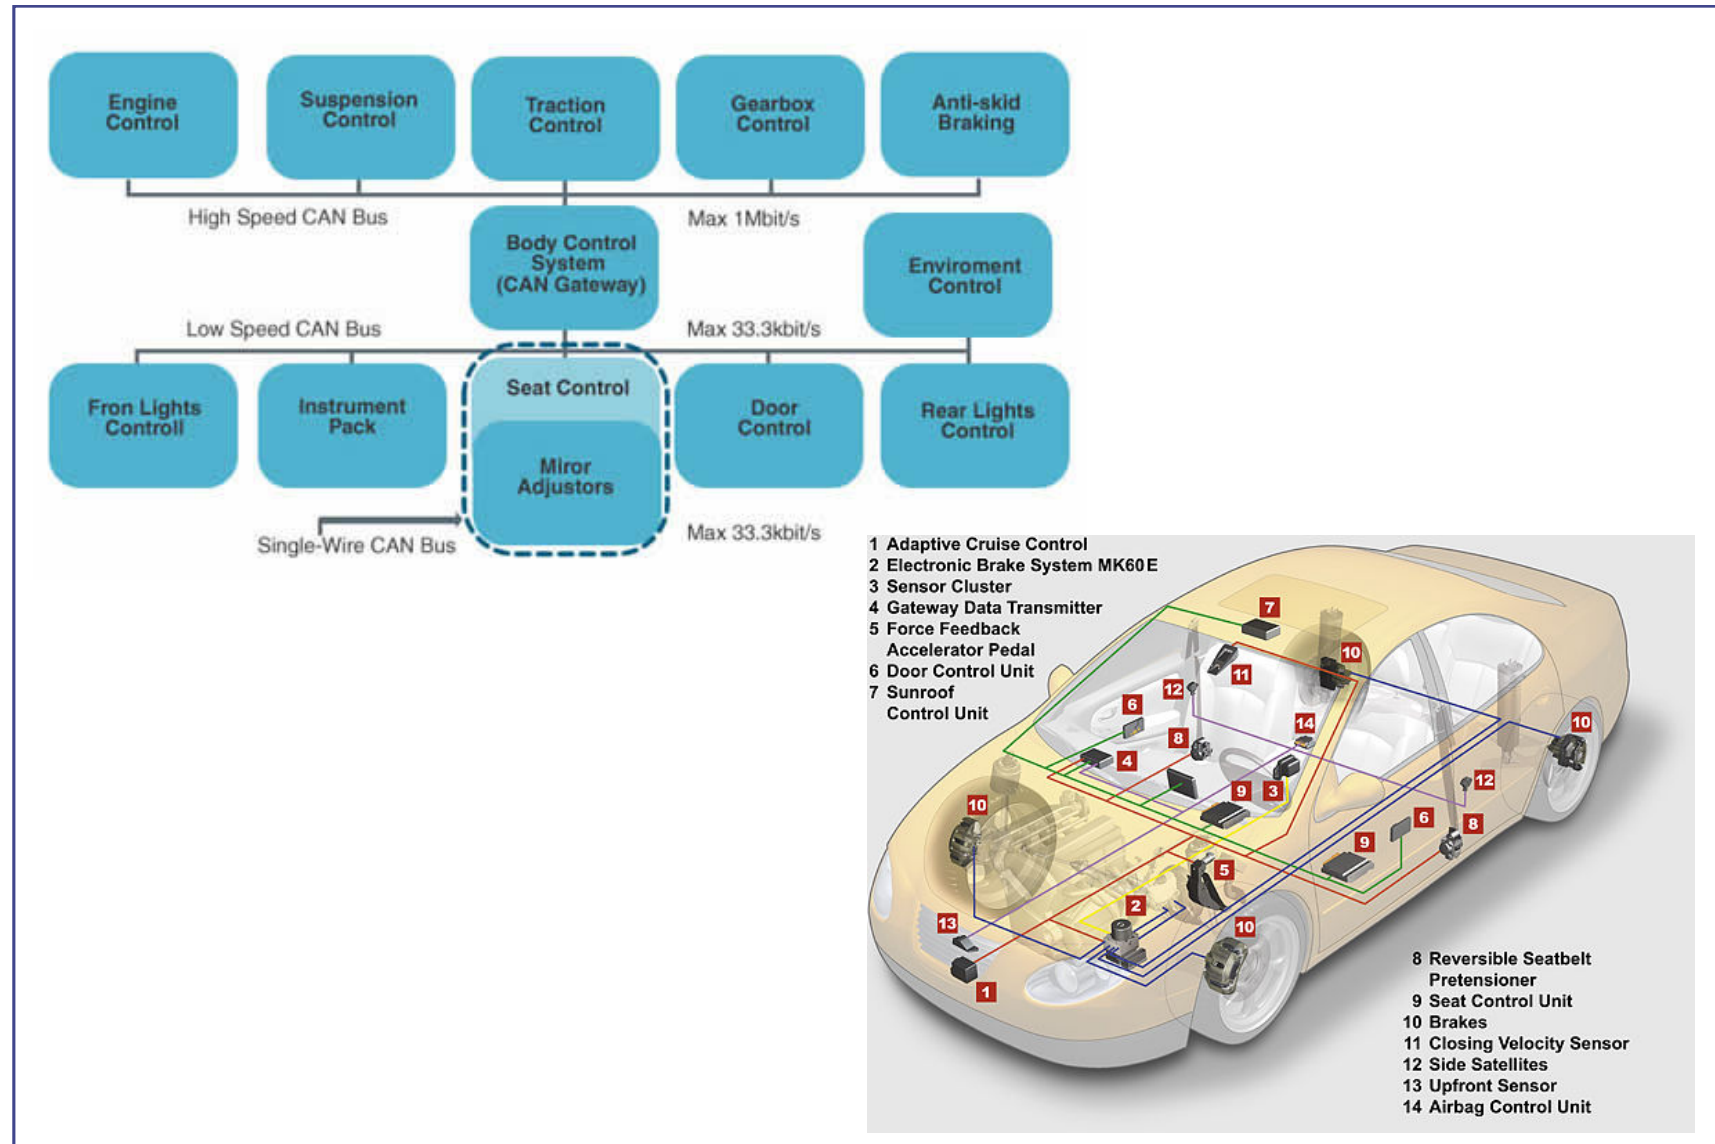 Engine
Control
Suspension
Control
Traction
Control
Gearbox
Control
Anti-skid
Braking
High Speed CAN Bus
Max 1Mbit/s
Body Control
System
(CAN Gateway)
Enviroment
Control
Low Speed CAN Bus
Max 33.3kbit/s
Fron Lights
Controll
Instrument
Pack
Seat Control
Miror
Adjustors
Door
Control
Rear Lights
Control
Single-Wire CAN Bus
Max 33.3kbit/s
1 Adaptive Cruise Control
2 Electronic Brake System MK60E
3 Sensor Cluster
4 Gateway Data Transmitter
5 Force Feedback
Accelerator Pedal
6 Door Control Unit
7 Sunroof
Control Unit
7
10
11
12
6
14
10
8
4
3
12
9
10
6
8
9
5
2
13
10
1
8 Reversible Seatbelt
Pretensioner
9 Seat Control Unit
10 Brakes
11 Closing Velocity Sensor
12 Side Satellites
13 Upfront Sensor
14 Airbag Control Unit